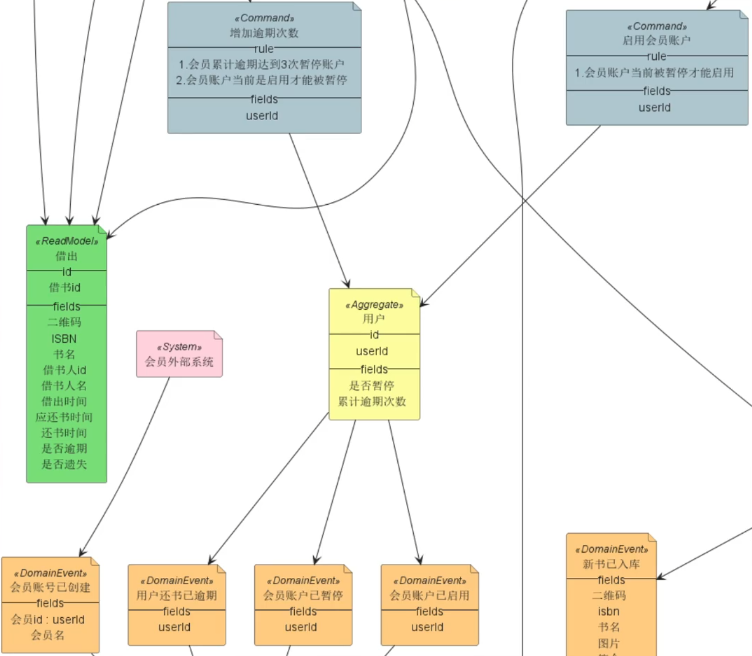 «Command»
增加逾期次数
rule
1.会员累计逾期达到3次暂停账户
2.会员账户当前是启用才能被暂停
fields
userId
«Command»
启用会员账户
rule
1.会员账户当前被暂停才能启用
fields
userId
«ReadModel»
借出
id
借书id
fields
二维码
ISBN
书名
借书人id
借书人名
借出时间
应还书时间
还书时间
是否逾期
是否遗失
«System»
会员外部系统
«Aggregate»
用户
id
userId
fields
是否暂停
累计逾期次数
«DomainEvent»
会员账号已创建
fields
会员id : userId
会员名
«DomainEvent»
用户还书已逾期
fields
userId
«DomainEvent»
会员账户已暂停
fields
userId
«DomainEvent»
会员账户已启用
fields
userId
«DomainEvent»
新书已入库
fields
二维码
isbn
书名
图片